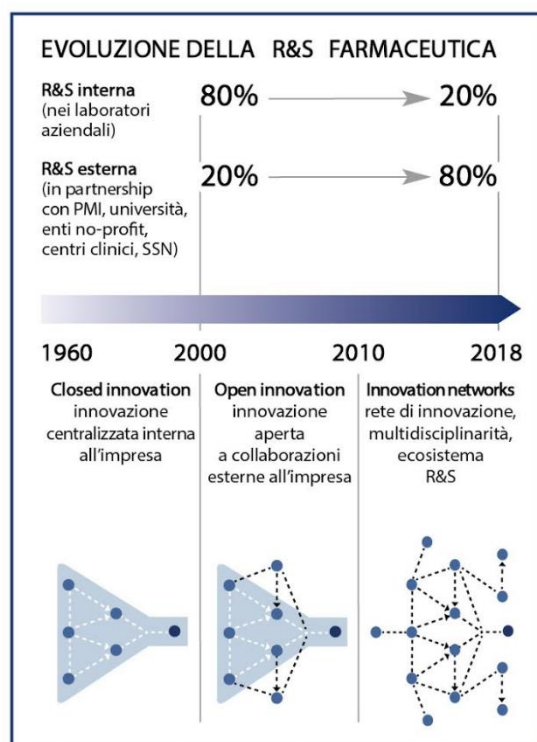 EVOLUZIONE DELLA R&S FARMACEUTICA
R&S interna
(nei laboratori
aziendali)
80%
20%
R&S esterna
(in partnership
con PMI, università,
enti no-profit,
centri clinici, SSN)
20%
80%
1960
2000
2010
2018
Closed innovation
innovazione
centralizzata interna
all'impresa
Open innovation
innovazione
aperta
a collaborazioni
esterne all'impresa
Innovation networks
rete di innovazione,
multidisciplinarità,
ecosistema
R&S